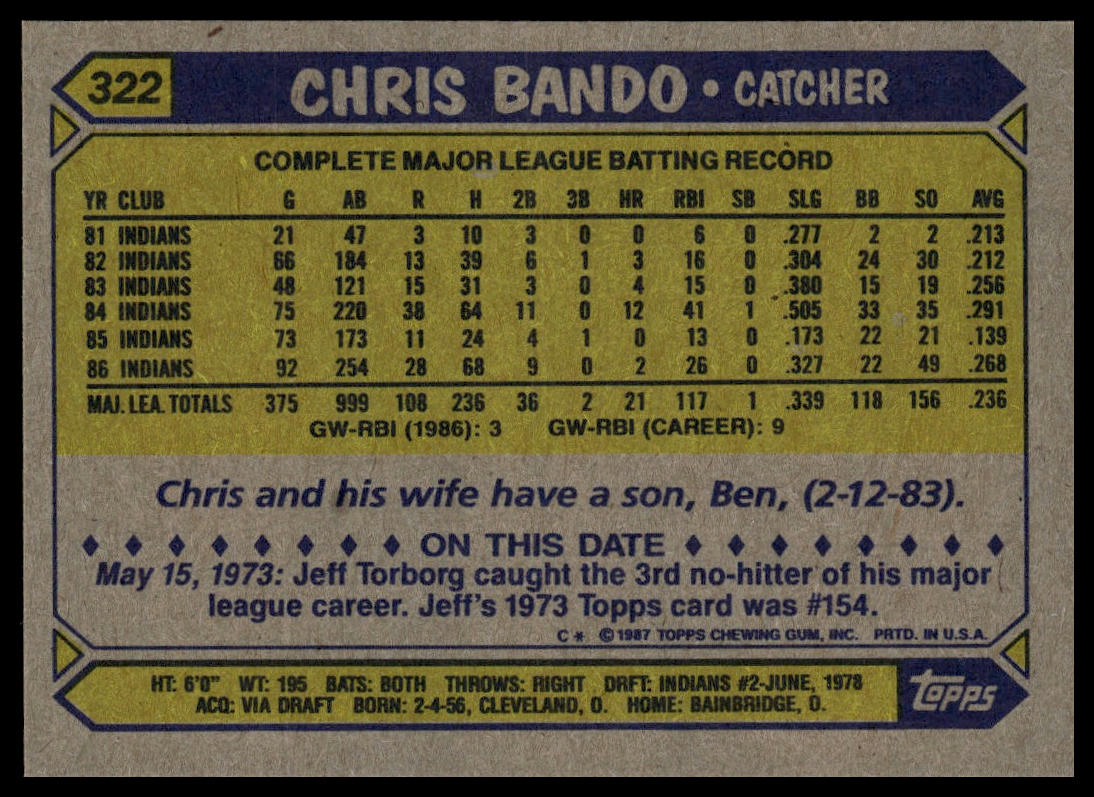 322 CHRIS BANDO • CATCHER
COMPLETE MAJOR LEAGUE BATTING RECORD
YR CLUB G AB R H 2B 3B HR RBI SB SLG BB SO AVG
81 INDIANS 21 47 3 10 3 0 0 6 0 .277 2 2 .213
82 INDIANS 66 184 13 39 6 1 3 16 0 .304 24 30 .212
83 INDIANS 48 121 15 31 3 0 4 15 0 .380 15 19 .256
84 INDIANS 75 220 38 64 11 0 12 41 1 .505 33 35 .291
85 INDIANS 73 173 11 24 4 1 0 13 0 .173 22 21 .139
86 INDIANS 92 254 28 68 9 0 2 26 0 .327 22 49 .268
MAJ. LEA. TOTALS 375 999 108 236 36 2 21 117 1 .339 118 156 .236
GW-RBI (1986): 3 GW-RBI (CAREER): 9
Chris and his wife have a son, Ben, (2-12-83).
♦ ♦ ♦ ♦ ♦ ♦ ♦ ♦ ON THIS DATE ♦ ♦ ♦ ♦ ♦ ♦ ♦ ♦
May 15, 1973: Jeff Torborg caught the 3rd no-hitter of his major
league career. Jeff's 1973 Topps card was #154.
C * © 1987 TOPPS CHEWING GUM, INC. PRTD. IN U.S.A.
HT: 6'0" WT: 195 BATS: BOTH THROWS: RIGHT DRFT: INDIANS #2-JUNE, 1978
ACQ: VIA DRAFT BORN: 2-4-56, CLEVELAND, O. HOME: BAINBRIDGE, O.
topps